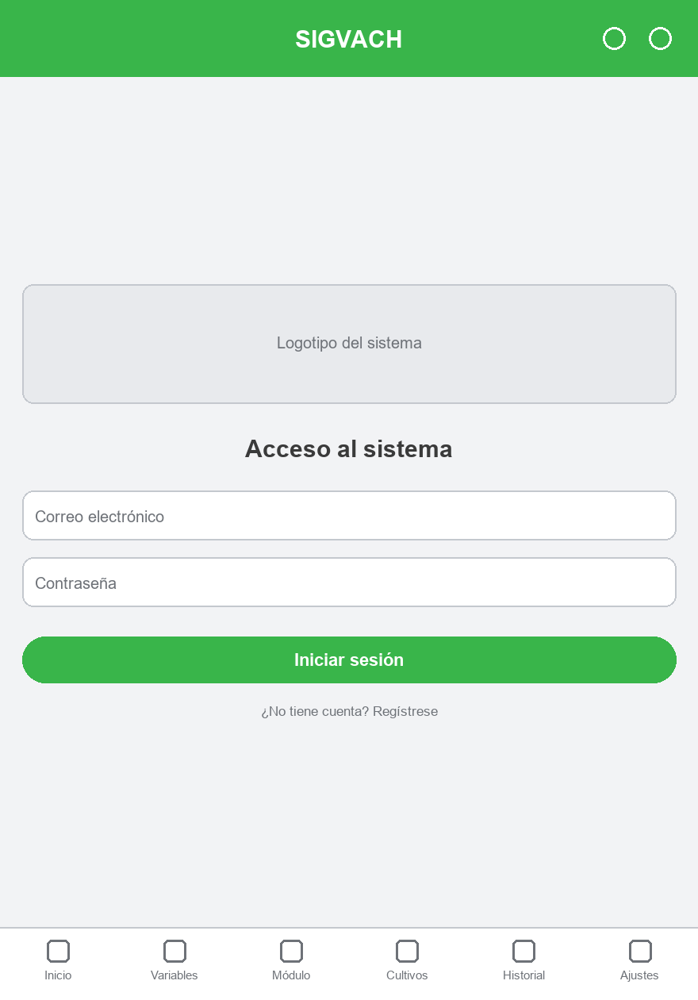 SIGVACH
Logotipo del sistema
Acceso al sistema
Correo electrónico
Contraseña
Iniciar sesión
¿No tiene cuenta? Regístrese
Inicio
Variables
Módulo
Cultivos
Historial
Ajustes